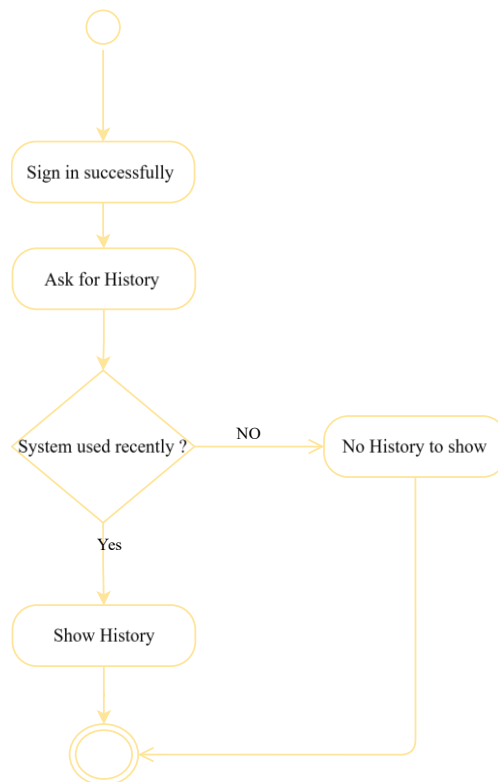 Sign in successfully
Ask for History
System used recently ?
NO
No History to show
Yes
Show History